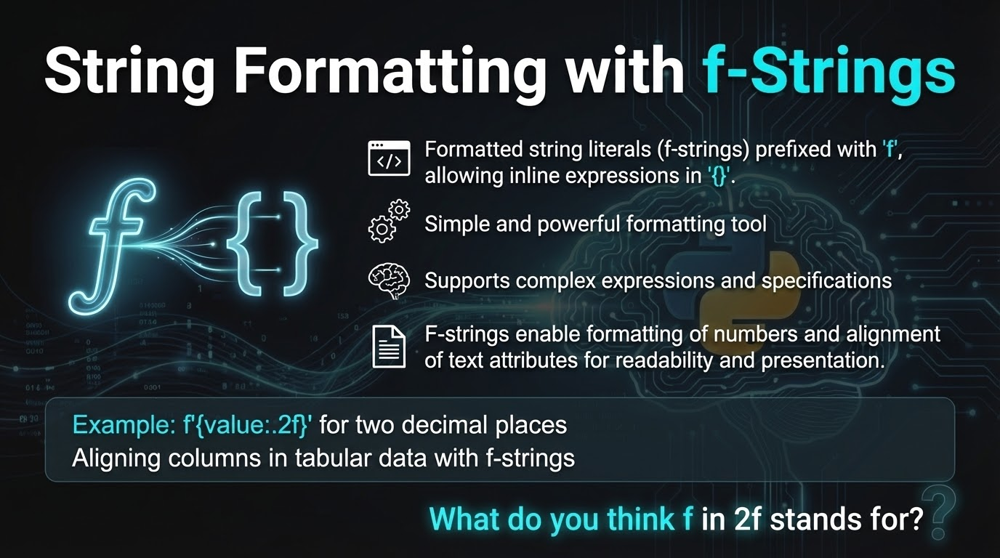 String Formatting with f-Strings
f {}
</>
Formatted string literals (f-strings) prefixed with 'f',
allowing inline expressions in '{}'.
Simple and powerful formatting tool
Supports complex expressions and specifications
F-strings enable formatting of numbers and alignment
of text attributes for readability and presentation.
Example: f'{value:.2f}' for two decimal places
Aligning columns in tabular data with f-strings
What do you think f in 2f stands for?
?